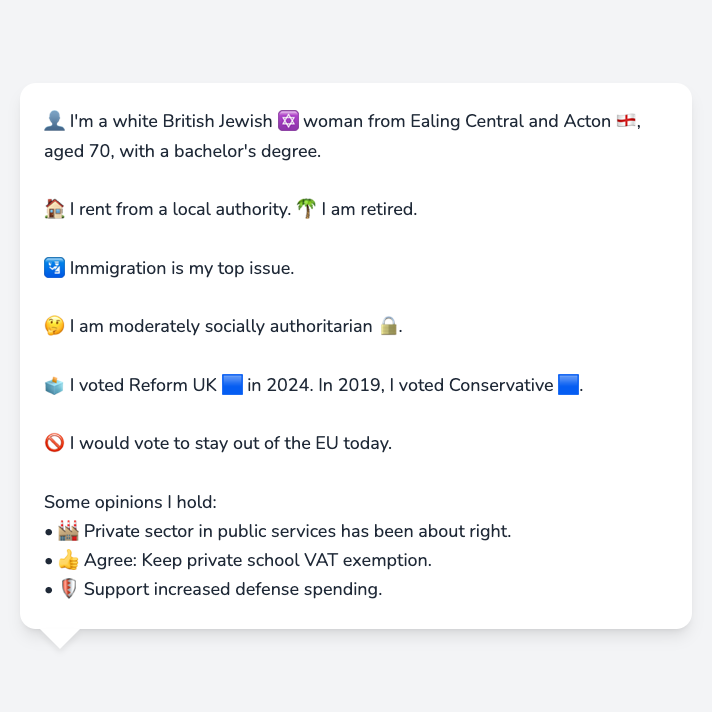 👤 I'm a white British Jewish 🔯 woman from Ealing Central and Acton 🏴󠁧󠁢󠁥󠁮󠁧󠁿,
aged 70, with a bachelor's degree.
🏠 I rent from a local authority. 🌴 I am retired.
🛂 Immigration is my top issue.
🤔 I am moderately socially authoritarian 🔒.
🗳️ I voted Reform UK 🟦 in 2024. In 2019, I voted Conservative 🟦.
🚫 I would vote to stay out of the EU today.
Some opinions I hold:
• 🏭 Private sector in public services has been about right.
• 👍 Agree: Keep private school VAT exemption.
• 🛡️ Support increased defense spending.